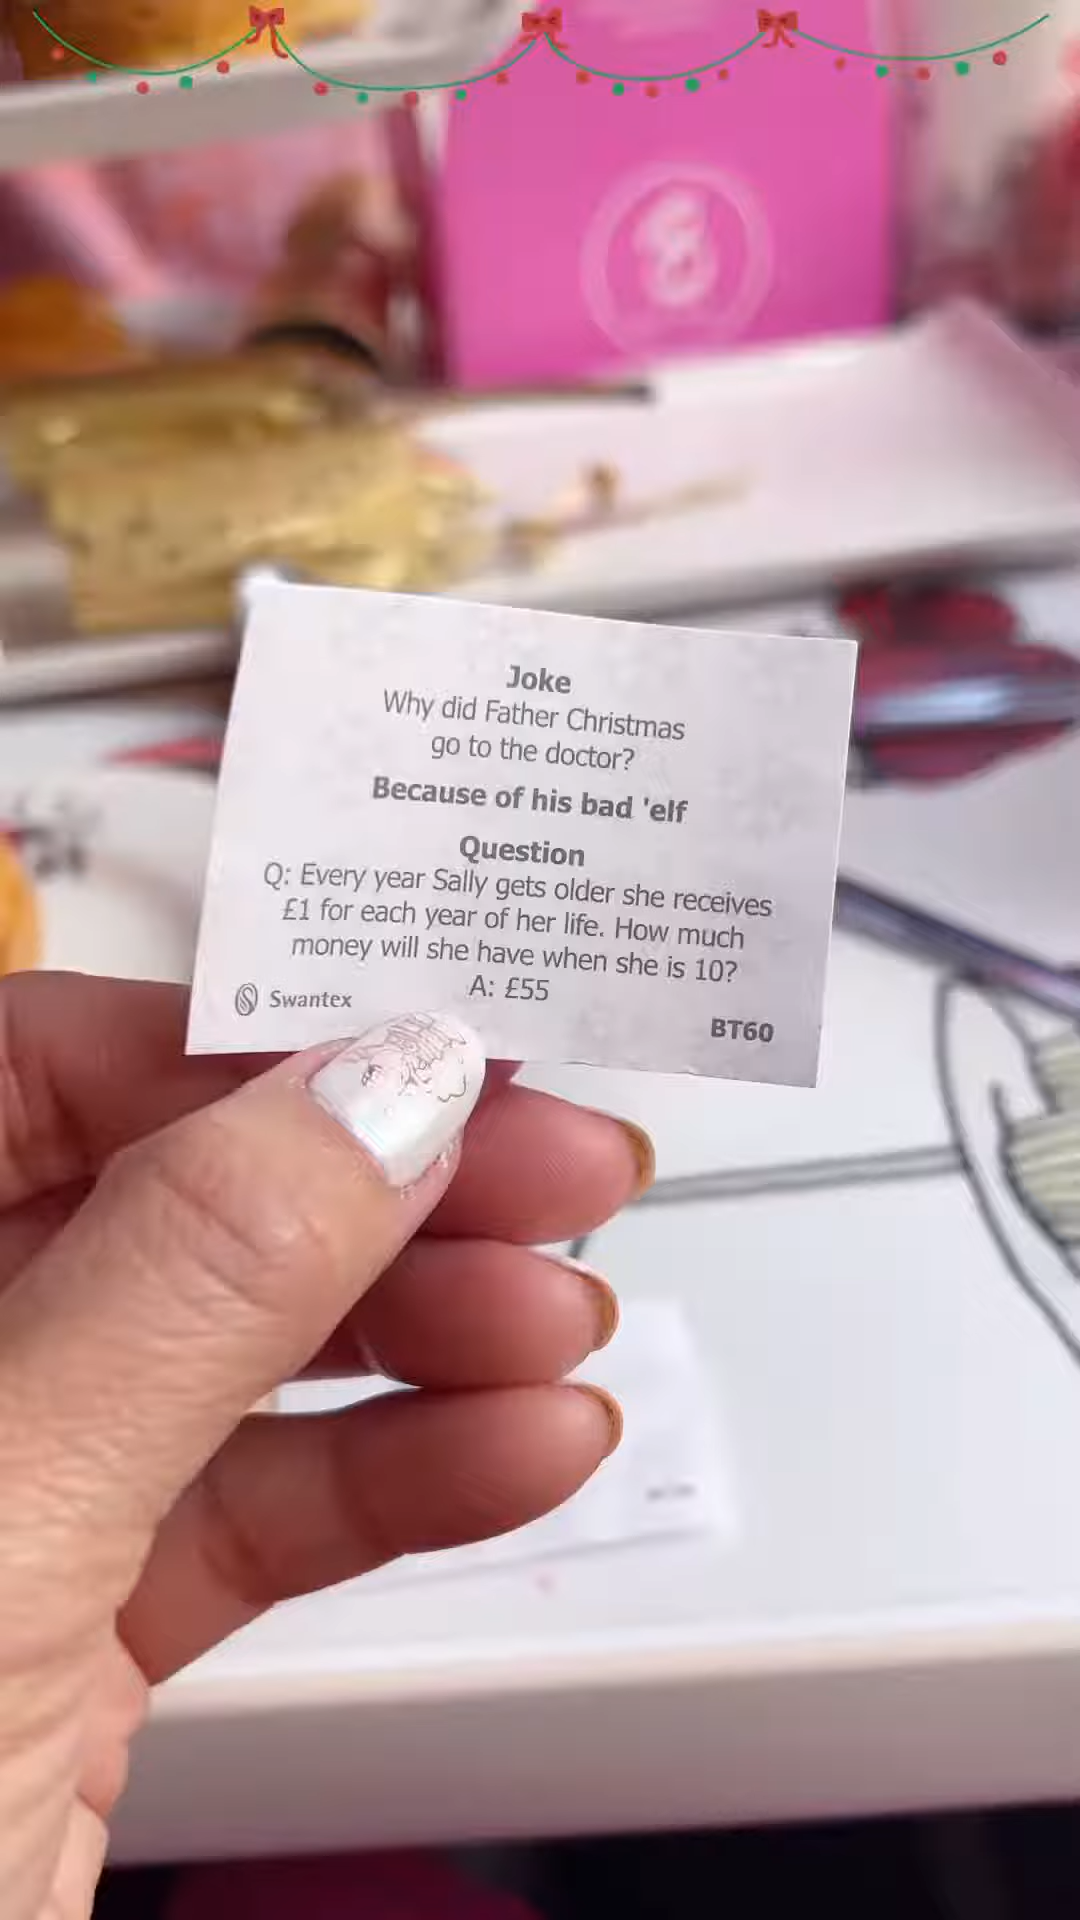 Joke
Why did Father Christmas
go to the doctor?
Because of his bad 'elf
Question
Q: Every year Sally gets older she receives
£1 for each year of her life. How much
money will she have when she is 10?
A: £55
Swantex
BT60